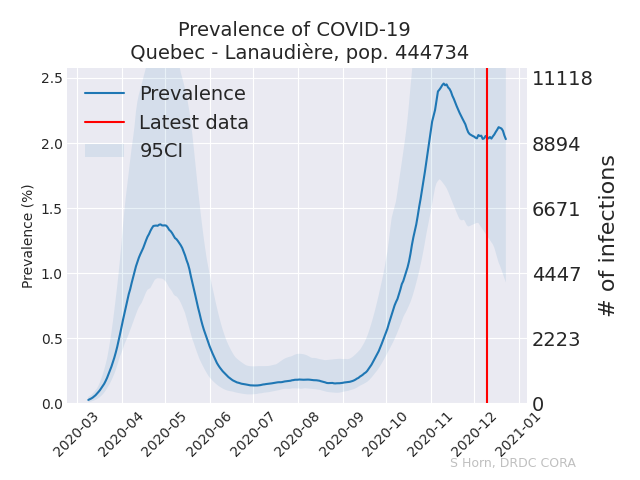 Prevalence of COVID-19
Quebec - Lanaudière, pop. 444734
Prevalence (%)
2.5
2.0
1.5
1.0
0.5
0.0
Prevalence
Latest data
95CI
11118
8894
6671
4447
2223
0
# of infections
2020-03
2020-04
2020-05
2020-06
2020-07
2020-08
2020-09
2020-10
2020-11
2020-12
2021-01
S Horn, DRDC CORA